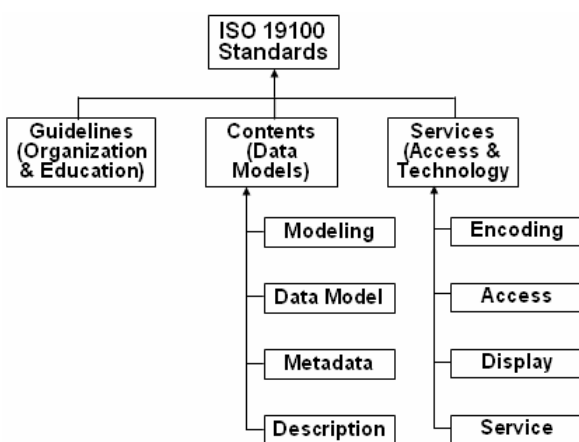 ISO 19100
Standards
Guidelines
(Organization
& Education)
Contents
(Data
Models)
Services
(Access &
Technology
Modeling
Data Model
Metadata
Description
Encoding
Access
Display
Service